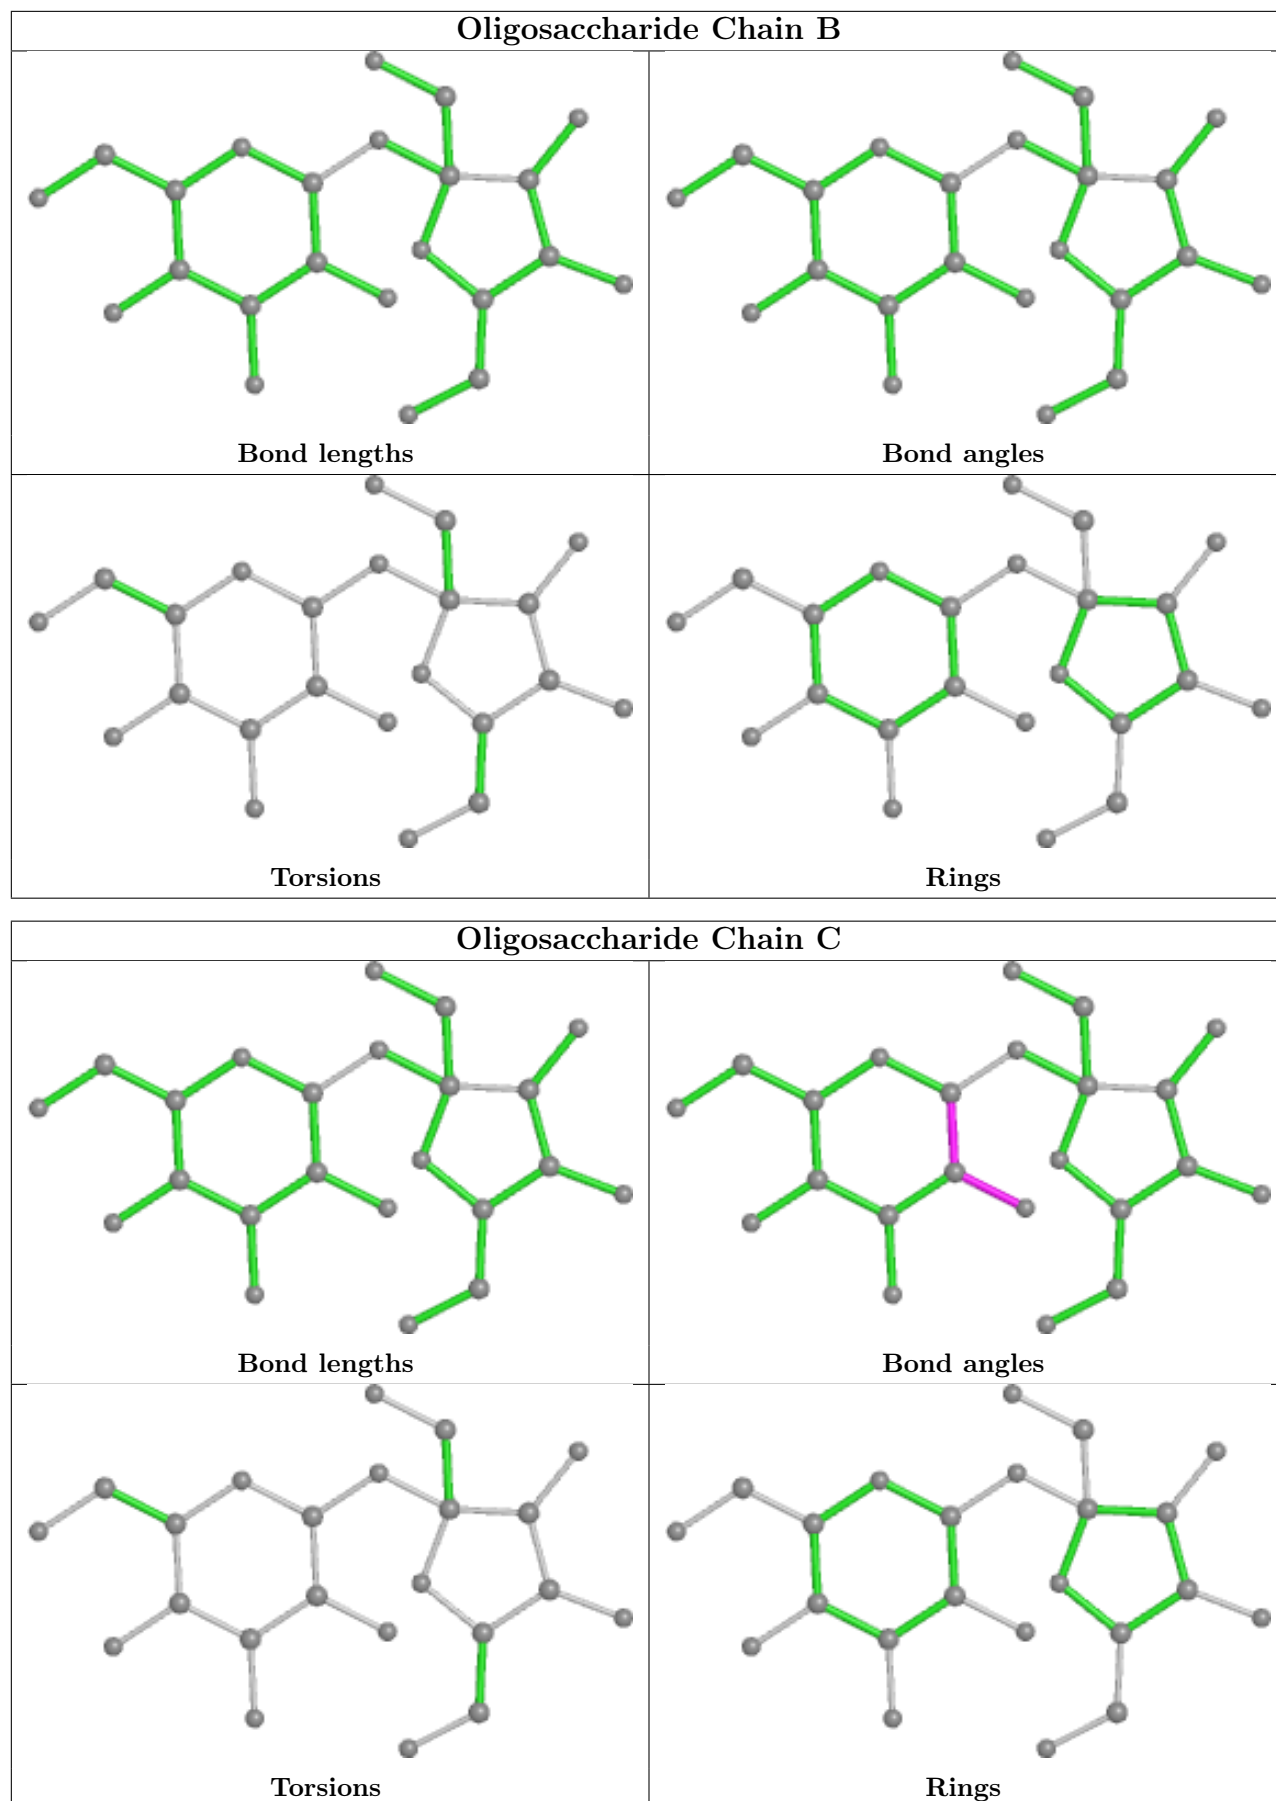 Oligosaccharide Chain B
Bond lengths
Bond angles
Torsions
Rings
Oligosaccharide Chain C
Bond lengths
Bond angles
Torsions
Rings